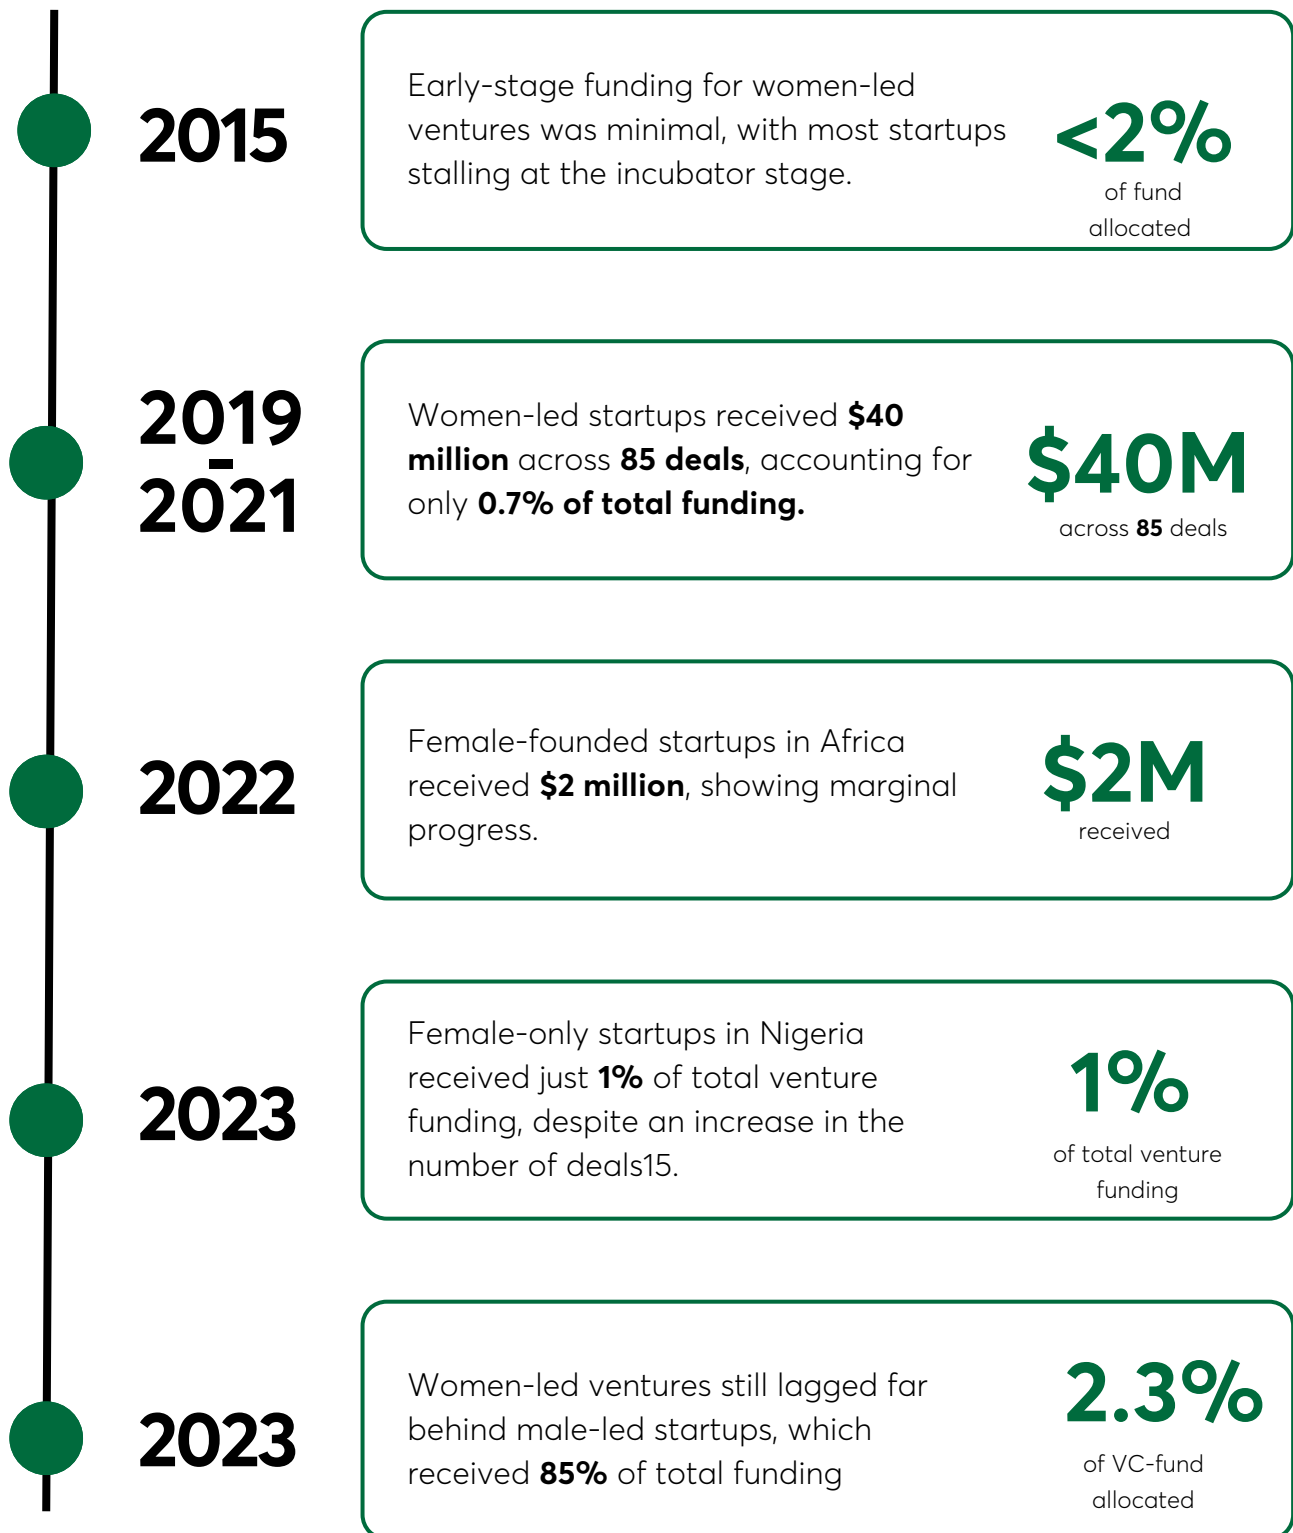 2015
Early-stage funding for women-led
ventures was minimal, with most startups
stalling at the incubator stage.
<2%
of fund
allocated
2019
-
2021
Women-led startups received $40
million across 85 deals, accounting for
only 0.7% of total funding.
$40M
across 85 deals
2022
Female-founded startups in Africa
received $2 million, showing marginal
progress.
$2M
received
2023
Female-only startups in Nigeria
received just 1% of total venture
funding, despite an increase in the
number of deals15.
1%
of total venture
funding
2023
Women-led ventures still lagged far
behind male-led startups, which
received 85% of total funding
2.3%
of VC-fund
allocated